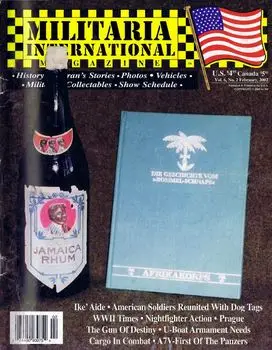 MILITARIA
INTERNATIONAL
MAGAZINE
U.S. $4 Canada $5
Vol. 6, No. 2 February, 2002
• History • Veteran's Stories • Photos • Vehicles •
• Militaria Collectables • Show Schedule •
DIE GESCHICHTE VOM
»ROMMEL-SCHNAPS«
AFRIKAKORPS
JAMAICA
RHUM
Ike' Aide • American Soldiers Reunited With Dog Tags
WWII Times • Nightfighter Action • Prague
The Gun Of Destiny • U-Boat Armament Needs
Cargo In Combat • A7V-First Of The Panzers